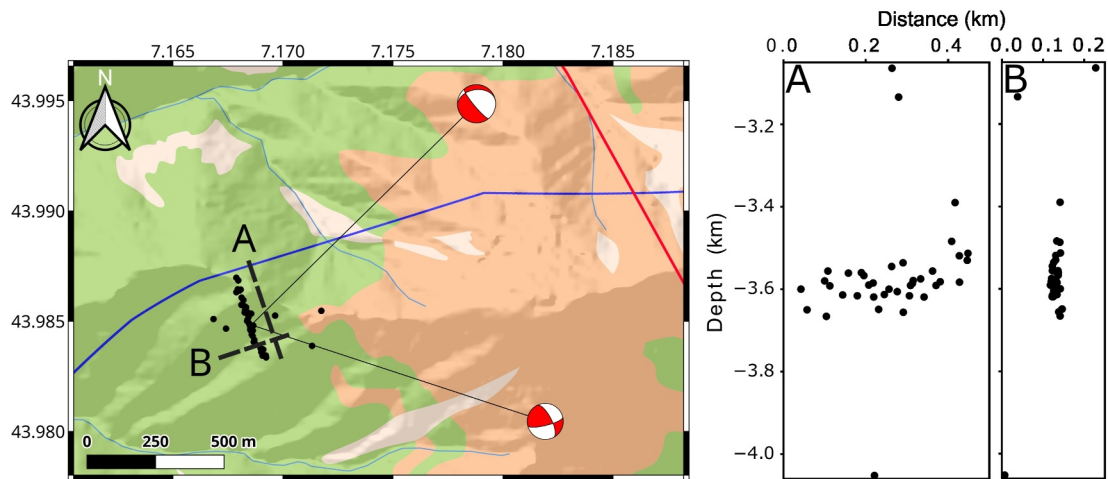 Distance (km)
7.165 7.170 7.175 7.180 7.185
0.0 0.2 0.4 0.0 0.1 0.2
N
A B
43.995
−3.2
−3.4
43.990
A
Depth (km)
−3.6
43.985
B
−3.8
43.980
0 250 500 m
−4.0